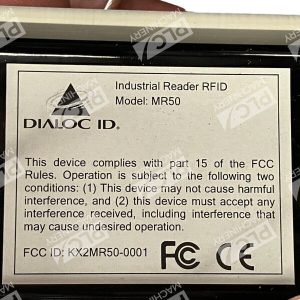 Industrial Reader RFID
Model: MR50
DIALOC ID.®
This device complies with part 15 of the FCC
Rules. Operation is subject to the following two
conditions: (1) This device may not cause harmful
interference, and (2) this device must accept any
interference received, including interference that
may cause undesired operation.
FCC ID: KX2MR50-0001 FC CE